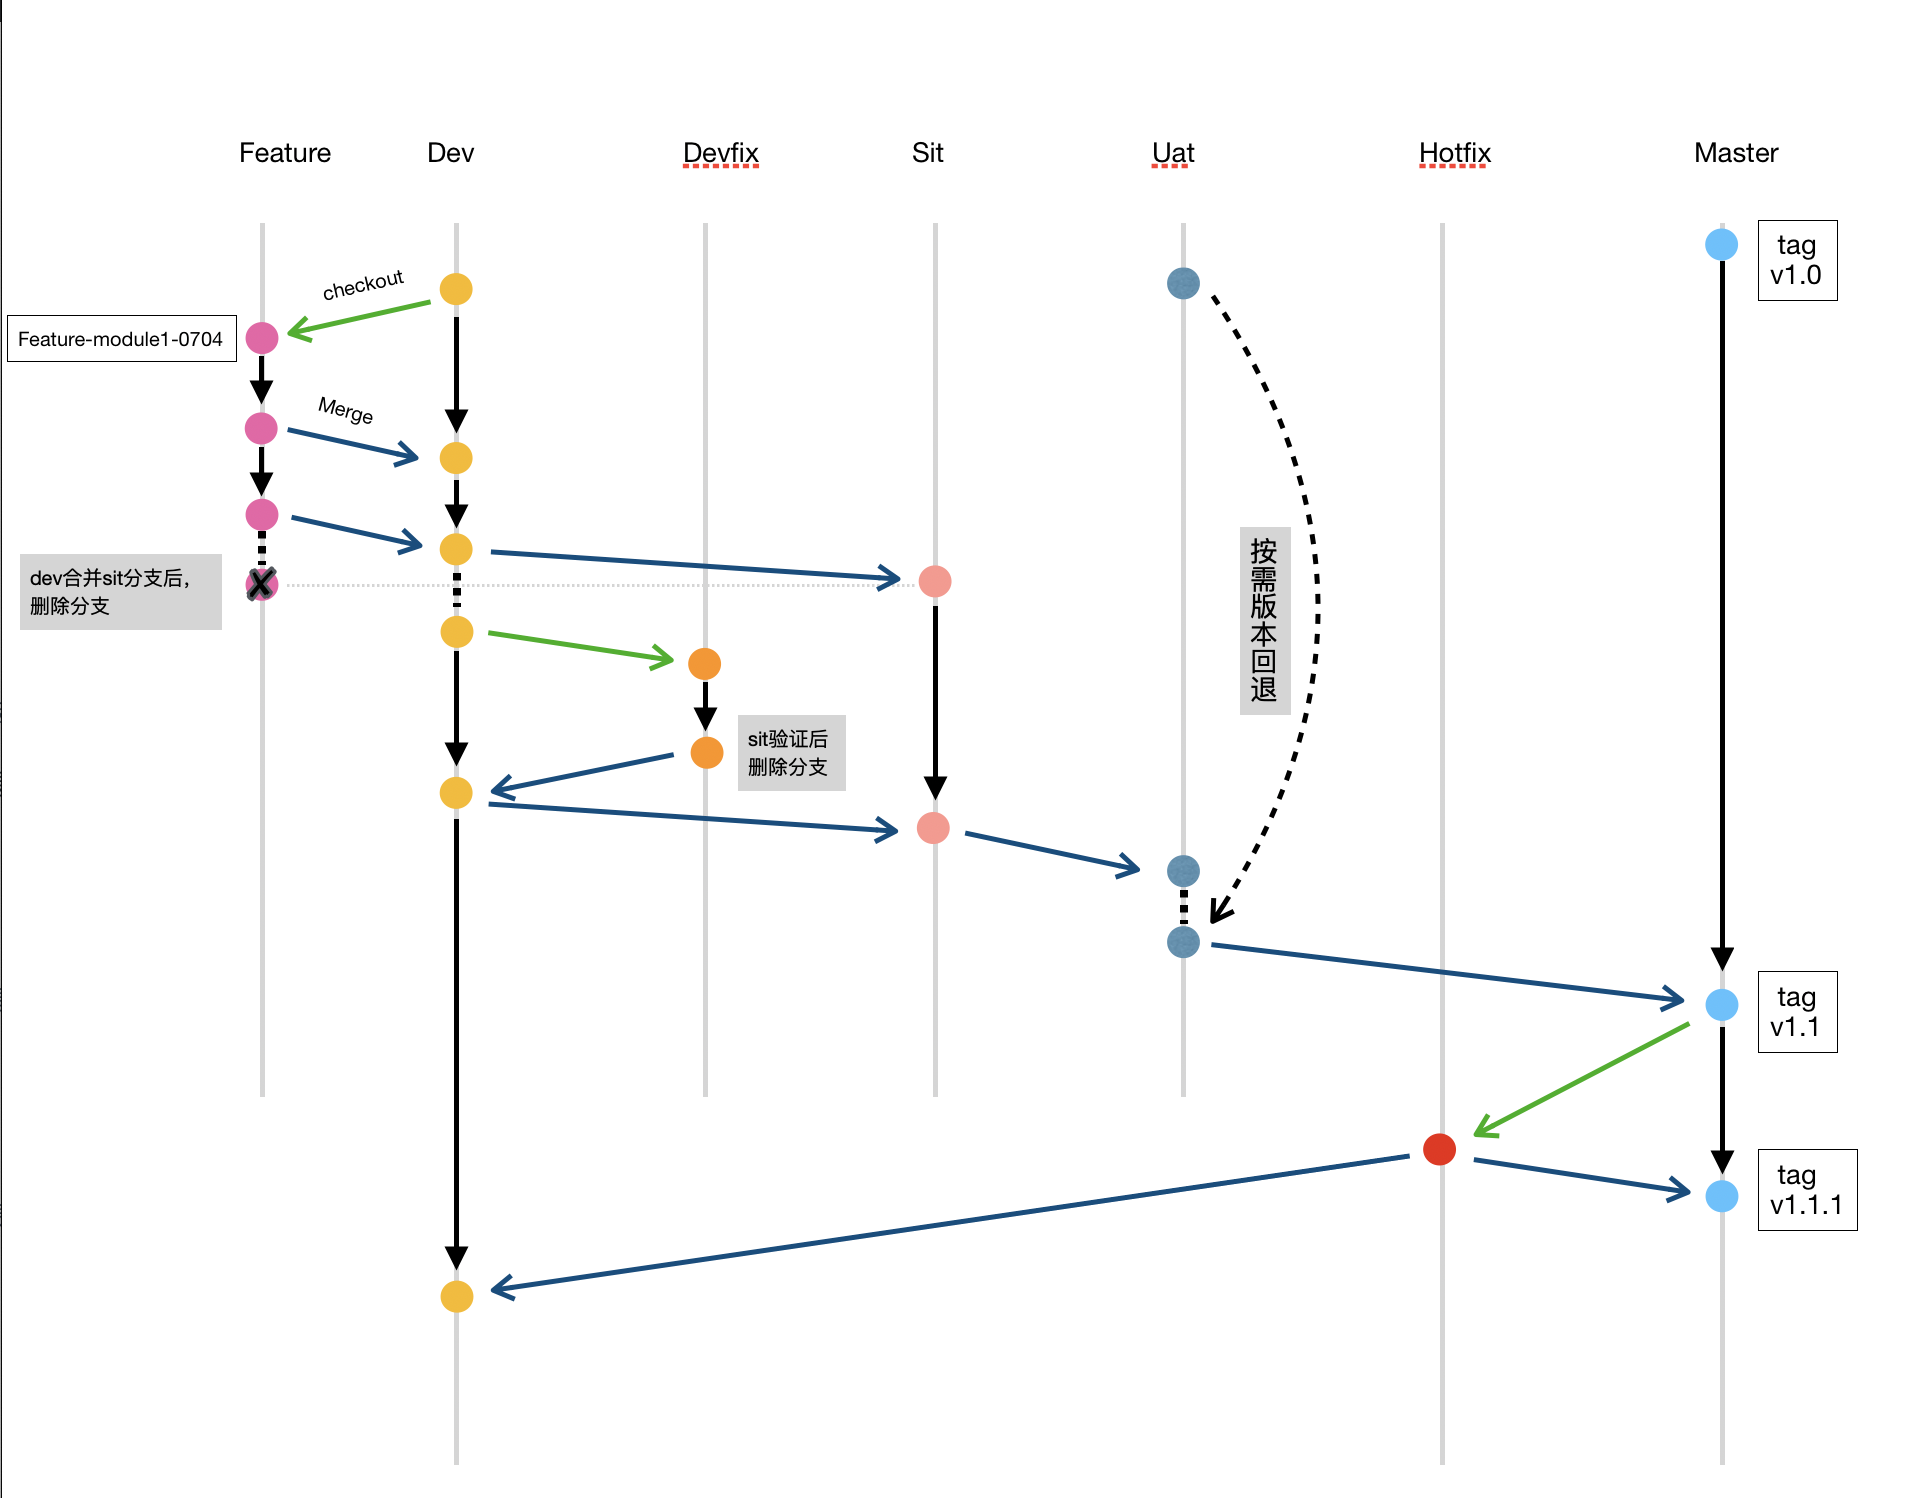 Feature
Dev
Devfix
Sit
Uat
Hotfix
Master
tag
v1.0
checkout
Feature-module1-0704
Merge
dev合并sit分支后，
删除分支
按需版本回退
sit验证后
删除分支
tag
v1.1
tag
v1.1.1